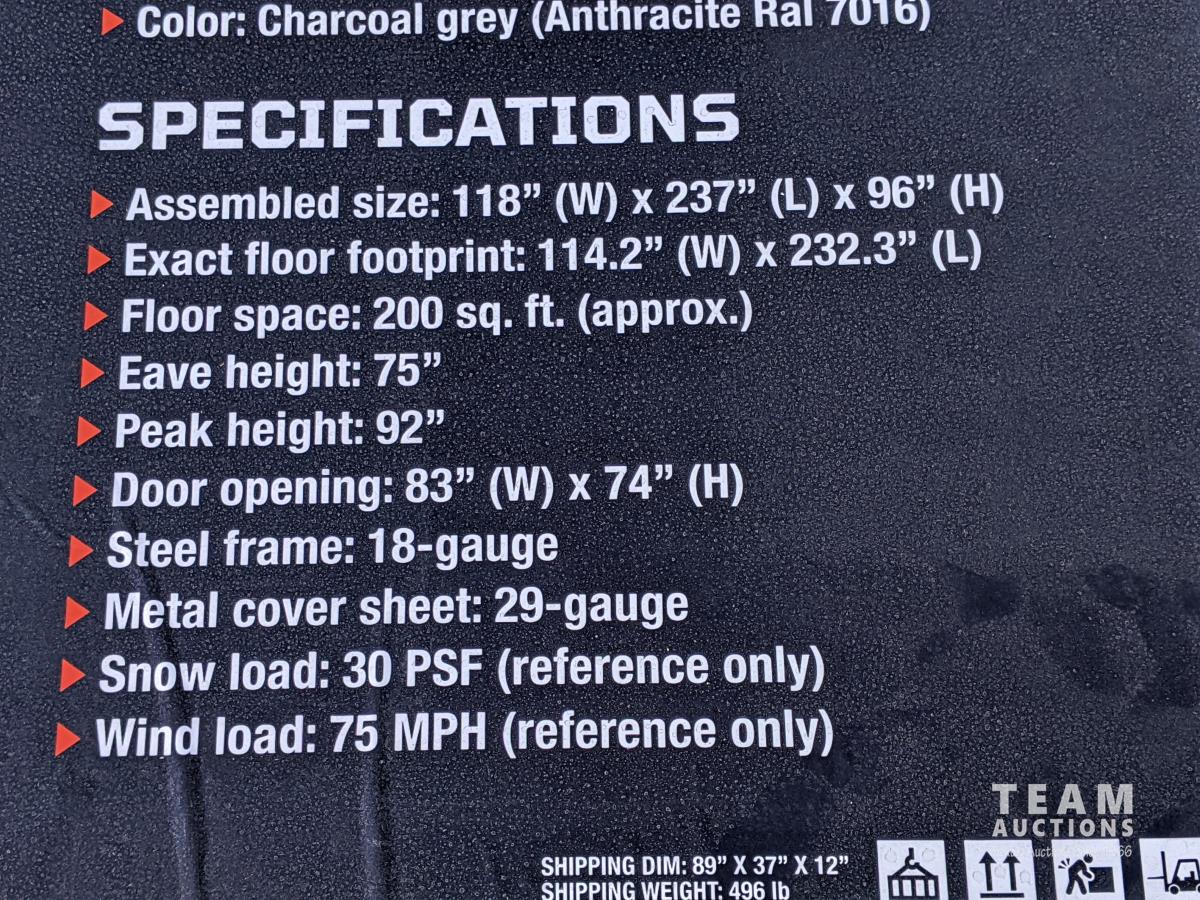 ▶ Color: Charcoal grey (Anthracite Ral 7016)
SPECIFICATIONS
▶ Assembled size: 118” (W) x 237” (L) x 96” (H)
▶ Exact floor footprint: 114.2” (W) x 232.3” (L)
▶ Floor space: 200 sq. ft. (approx.)
▶ Eave height: 75”
▶ Peak height: 92”
▶ Door opening: 83” (W) x 74” (H)
▶ Steel frame: 18-gauge
▶ Metal cover sheet: 29-gauge
▶ Snow load: 30 PSF (reference only)
▶ Wind load: 75 MPH (reference only)
TEAM
AUCTIONS
SHIPPING DIM: 89” X 37” X 12”
SHIPPING WEIGHT: 496 lb